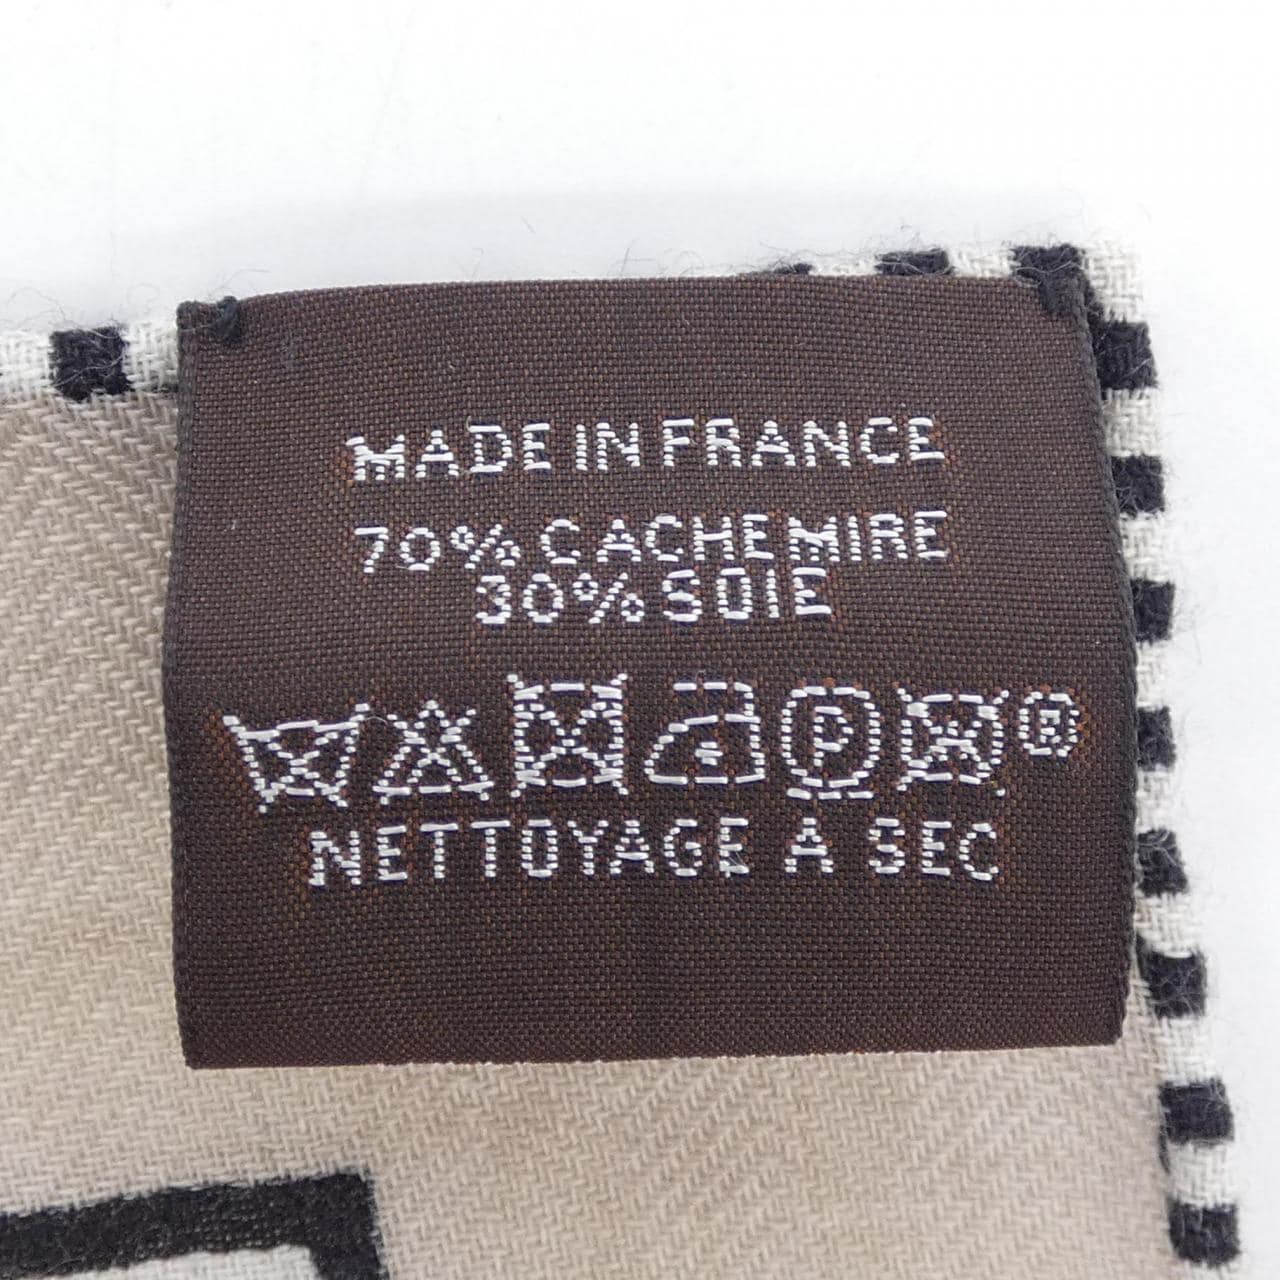 MADE IN FRANCE
70% CACHEMIRE
30% SOIE
P ®
NETTOYAGE A SEC